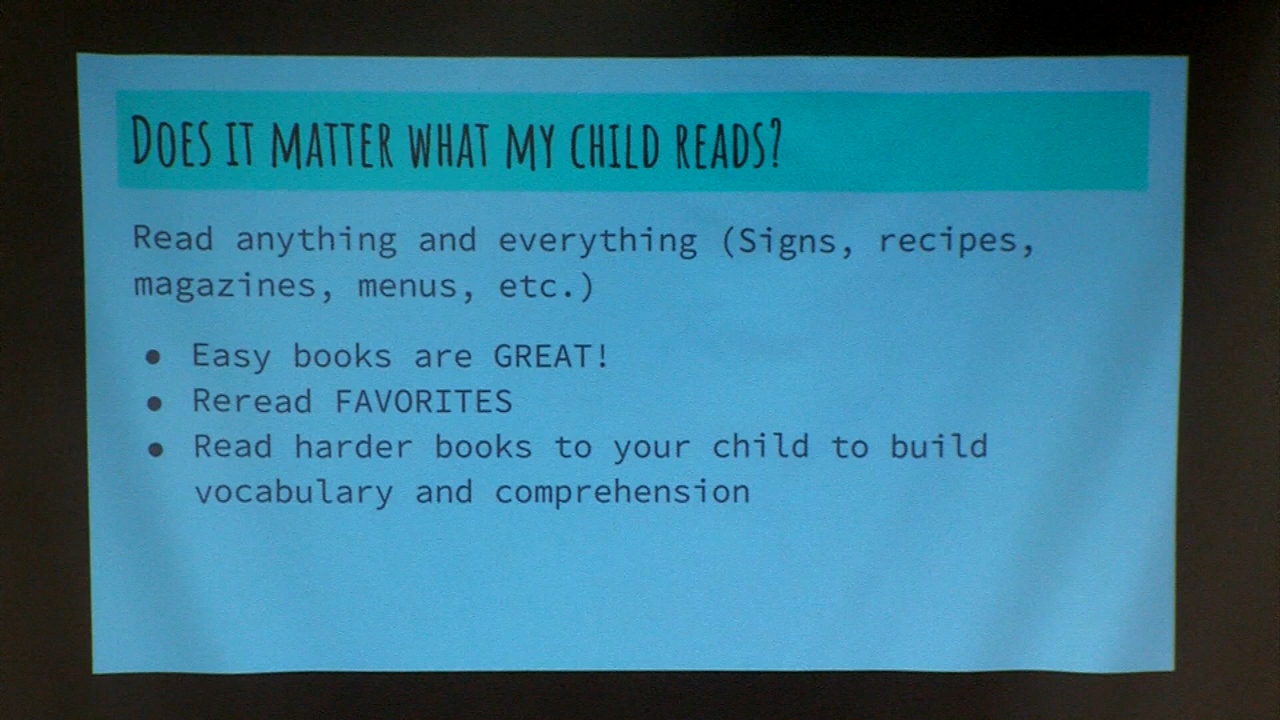 DOES IT MATTER WHAT MY CHILD READS?
Read anything and everything (Signs, recipes,
magazines, menus, etc.)
● Easy books are GREAT!
● Reread FAVORITES
● Read harder books to your child to build
vocabulary and comprehension